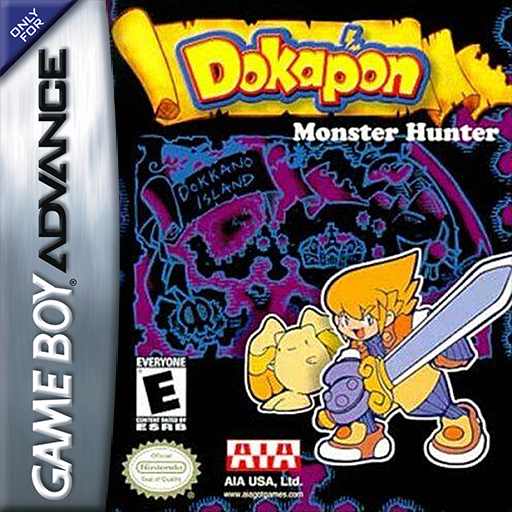 ONLY
FOR
GAME BOY ADVANCE
Dokapon
Monster Hunter
DOKKANO
ISLAND
EVERYONE
E
CONTENT RATED BY
ESRB
Official
Nintendo
Seal of Quality
AIA
AIA USA, Ltd.
www.aiagotgames.com